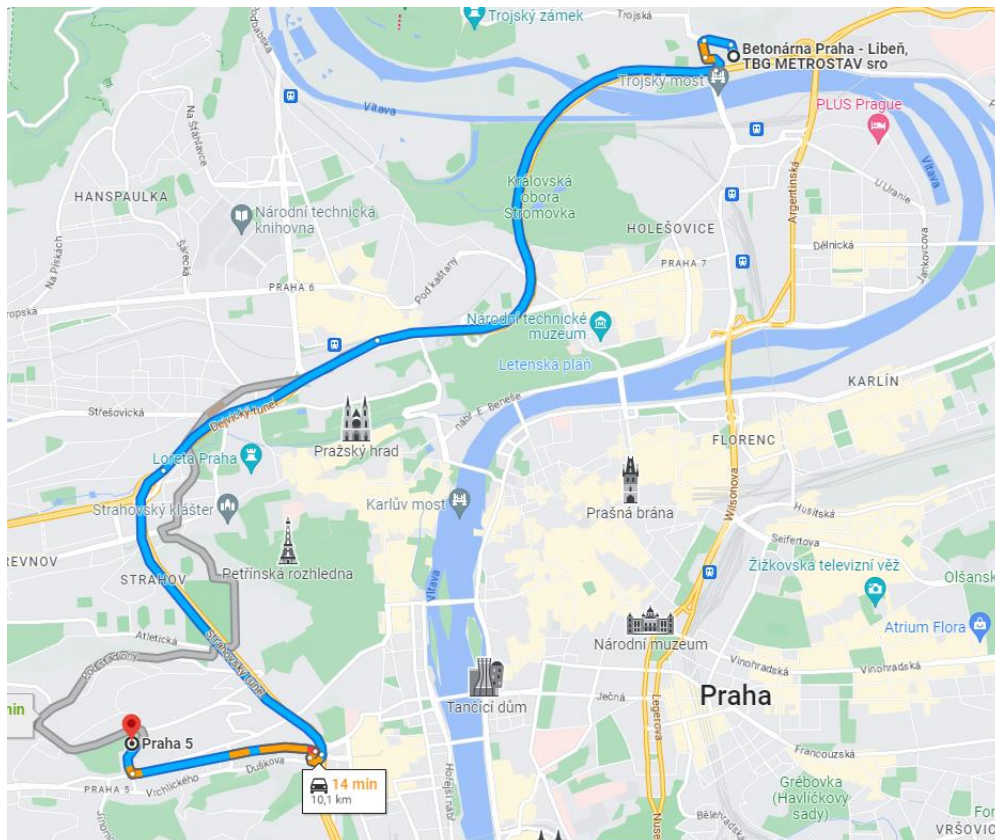 Trojský zámek
Trojská
Betonárna Praha - Libeň,
TBG METROSTAV sro
Trojský most
PLUS Prague
Vltava
Vltava
Na Šťáhlavce
HANSPAULKA
Národní technická
knihovna
Šárecká
Na Pískách
Královská
obora
Stromovka
HOLEŠOVICE
Argentinská
U Uranie
Dělnická
Jankovcova
PRAHA 7
PRAHA 6
Pod kaštany
Národní technické
muzeum
Letenská pláň
KARLÍN
Střešovická
Dejvický tunel
nábř. E. Beneše
Pražský hrad
Loreta Praha
FLORENC
Wilsonova
Strahovský klášter
Karlův most
Prašná brána
Husitská
Seifertova
Petřínská rozhledna
STRAHOV
Vltava
Žižkovská televizní věž
Atrium Flora
Atletická
Pod stadiony
Strahovský tunel
Národní muzeum
Vinohradská
Vinohradská
Tančící dům
Ječná
Legerova
Praha
Praha 5
Francouzská
14 min
10,1 km
Duškova
Vrchlického
PRAHA 5
Grébovka
(Havlíčkovy
sady)